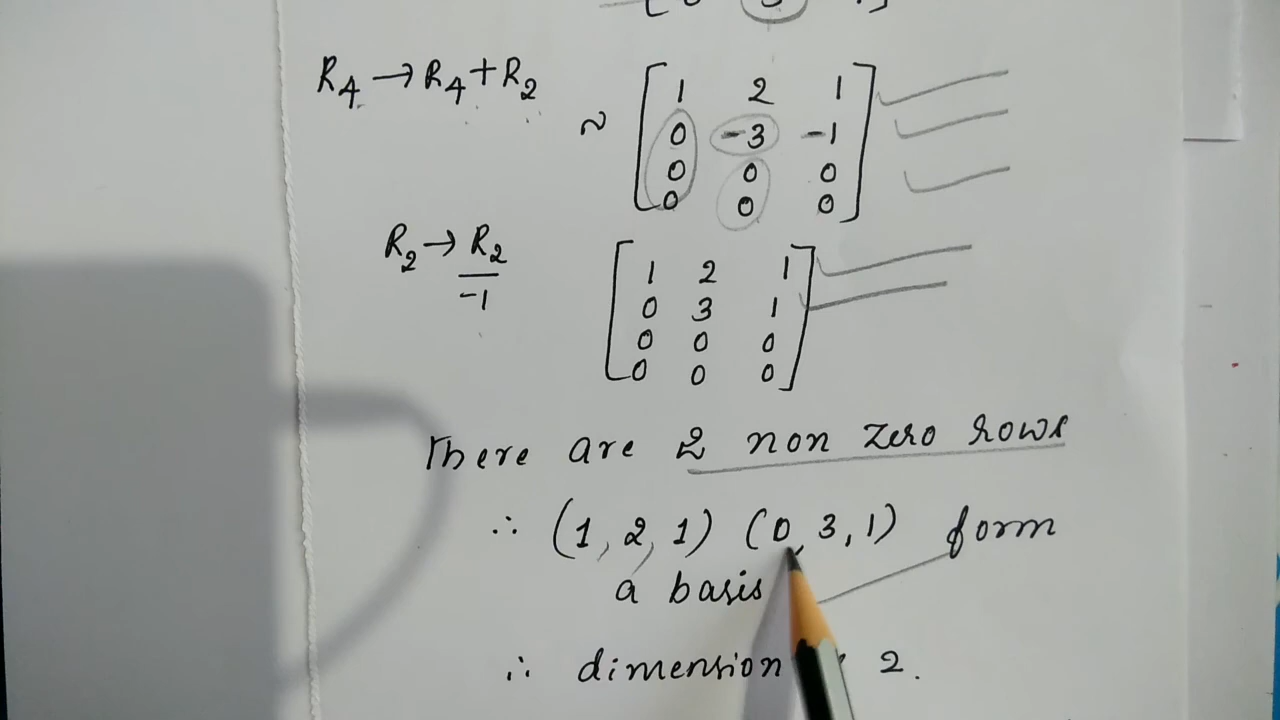 R4 → R4 + R2 ~ [1 2 1
0 -3 -1
0 0 0
0 0 0]
R2 → R2/-1 [1 2 1
0 3 1
0 0 0
0 0 0]
There are 2 non zero rows
∴ (1, 2, 1) (0, 3, 1) form
a basis
∴ dimension 2.